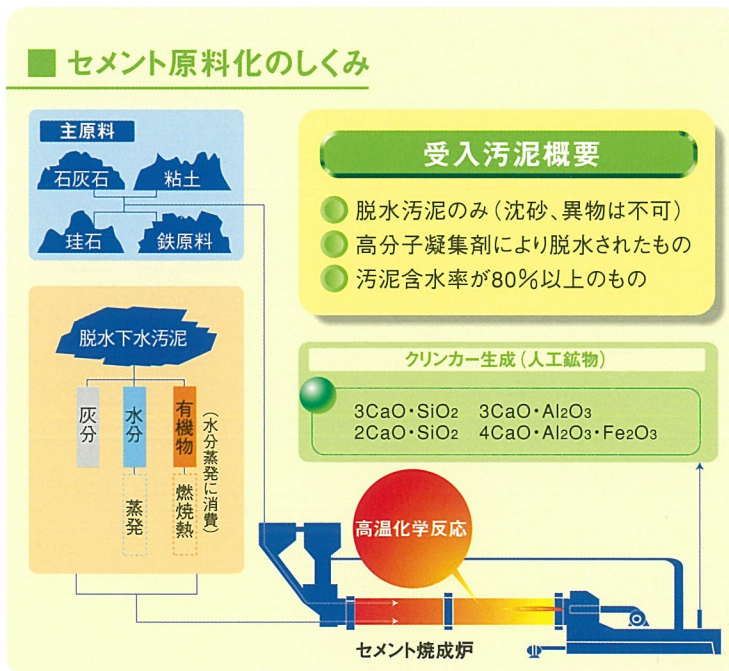 セメント原料化のしくみ
主原料
石灰石
粘土
珪石
鉄原料
受入汚泥概要
脱水汚泥のみ（沈砂、異物は不可）
高分子凝集剤により脱水されたもの
汚泥含水率が80%以上のもの
脱水下水汚泥
灰分
水分
有機物
（水分蒸発に消費）
蒸発
燃焼熱
クリンカー生成（人工鉱物）
3CaO・SiO2 3CaO・Al2O3
2CaO・SiO2 4CaO・Al2O3・Fe2O3
高温化学反応
セメント焼成炉